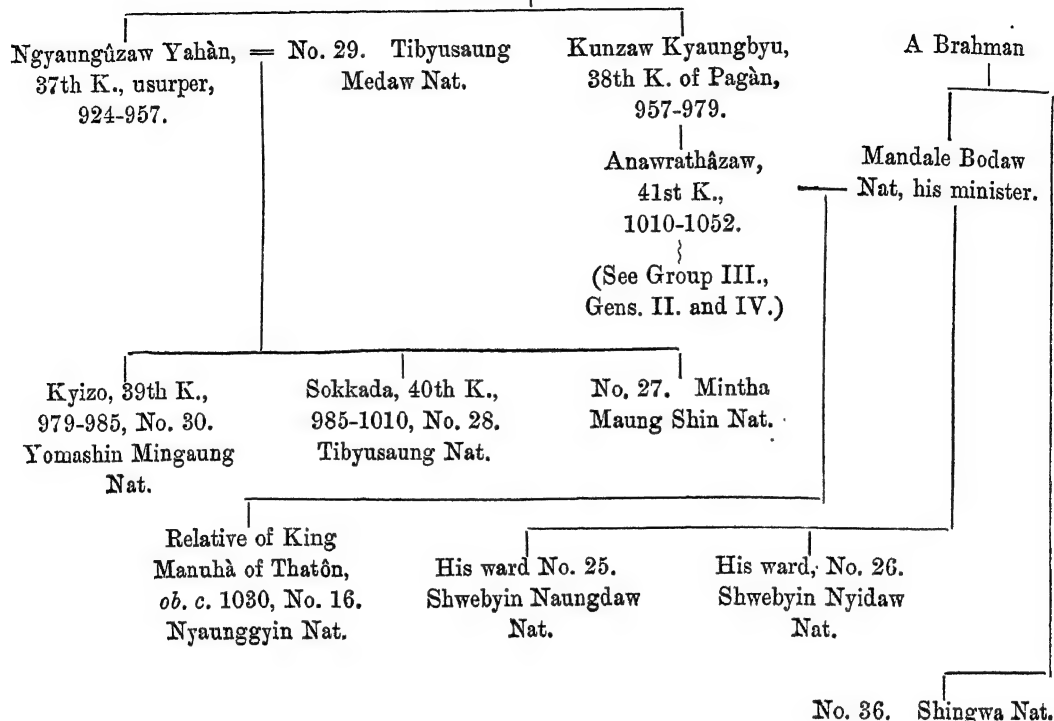 Ngyaungûzaw Yahàn,
37th K., usurper,
924-957.
= No. 29. Tibyusaung
Medaw Nat.
Kunzaw Kyaungbyu,
38th K. of Pagàn,
957-979.
A Brahman
Anawrathâzaw,
41st K.,
1010-1052.
Mandale Bodaw
Nat, his minister.
(See Group III.,
Gens. II. and IV.)
Kyizo, 39th K.,
979-985, No. 30.
Yomashin Mingaung
Nat.
Sokkada, 40th K.,
985-1010, No. 28.
Tibyusaung Nat.
No. 27. Mintha
Maung Shin Nat.
Relative of King
Manuhà of Thatôn,
ob. c. 1030, No. 16.
Nyaunggyin Nat.
His ward No. 25.
Shwebyin Naungdaw
Nat.
His ward, No. 26.
Shwebyin Nyidaw
Nat.
No. 36. Shingwa Nat.